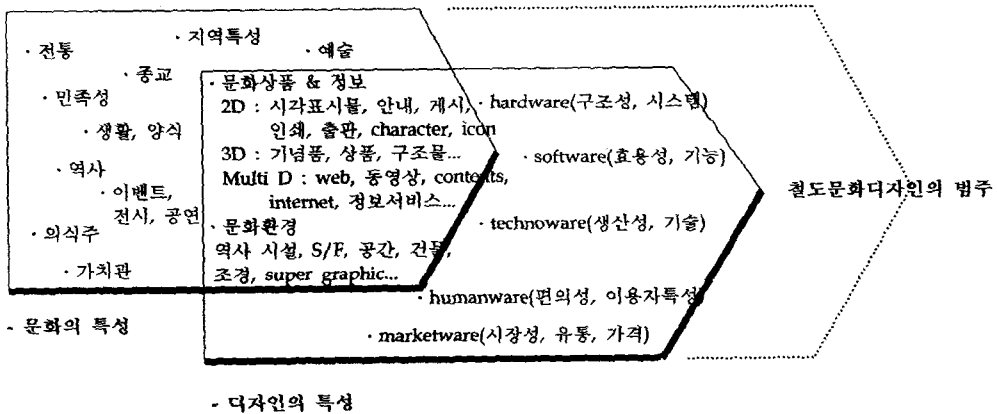 · 전통
· 지역특성
· 예술
· 종교
· 민족성
· 생활, 양식
· 역사
· 이벤트,
전시, 공연
· 의식주
· 가치관
· 문화상품 & 정보
2D : 시각표시물, 안내, 게시,
인쇄, 출판, character, icon
3D : 기념품, 상품, 구조물...
Multi D : web, 동영상, contents,
internet, 정보서비스...
· 문화환경
역사 시설, S/F, 공간, 건물,
조경, super graphic...
· hardware(구조성, 시스템)
· software(효용성, 기능)
· technoware(생산성, 기술)
· humanware(편의성, 이용자특성)
· marketware(시장성, 유통, 가격)
철도문화디자인의 범주
- 문화의 특성
- 디자인의 특성